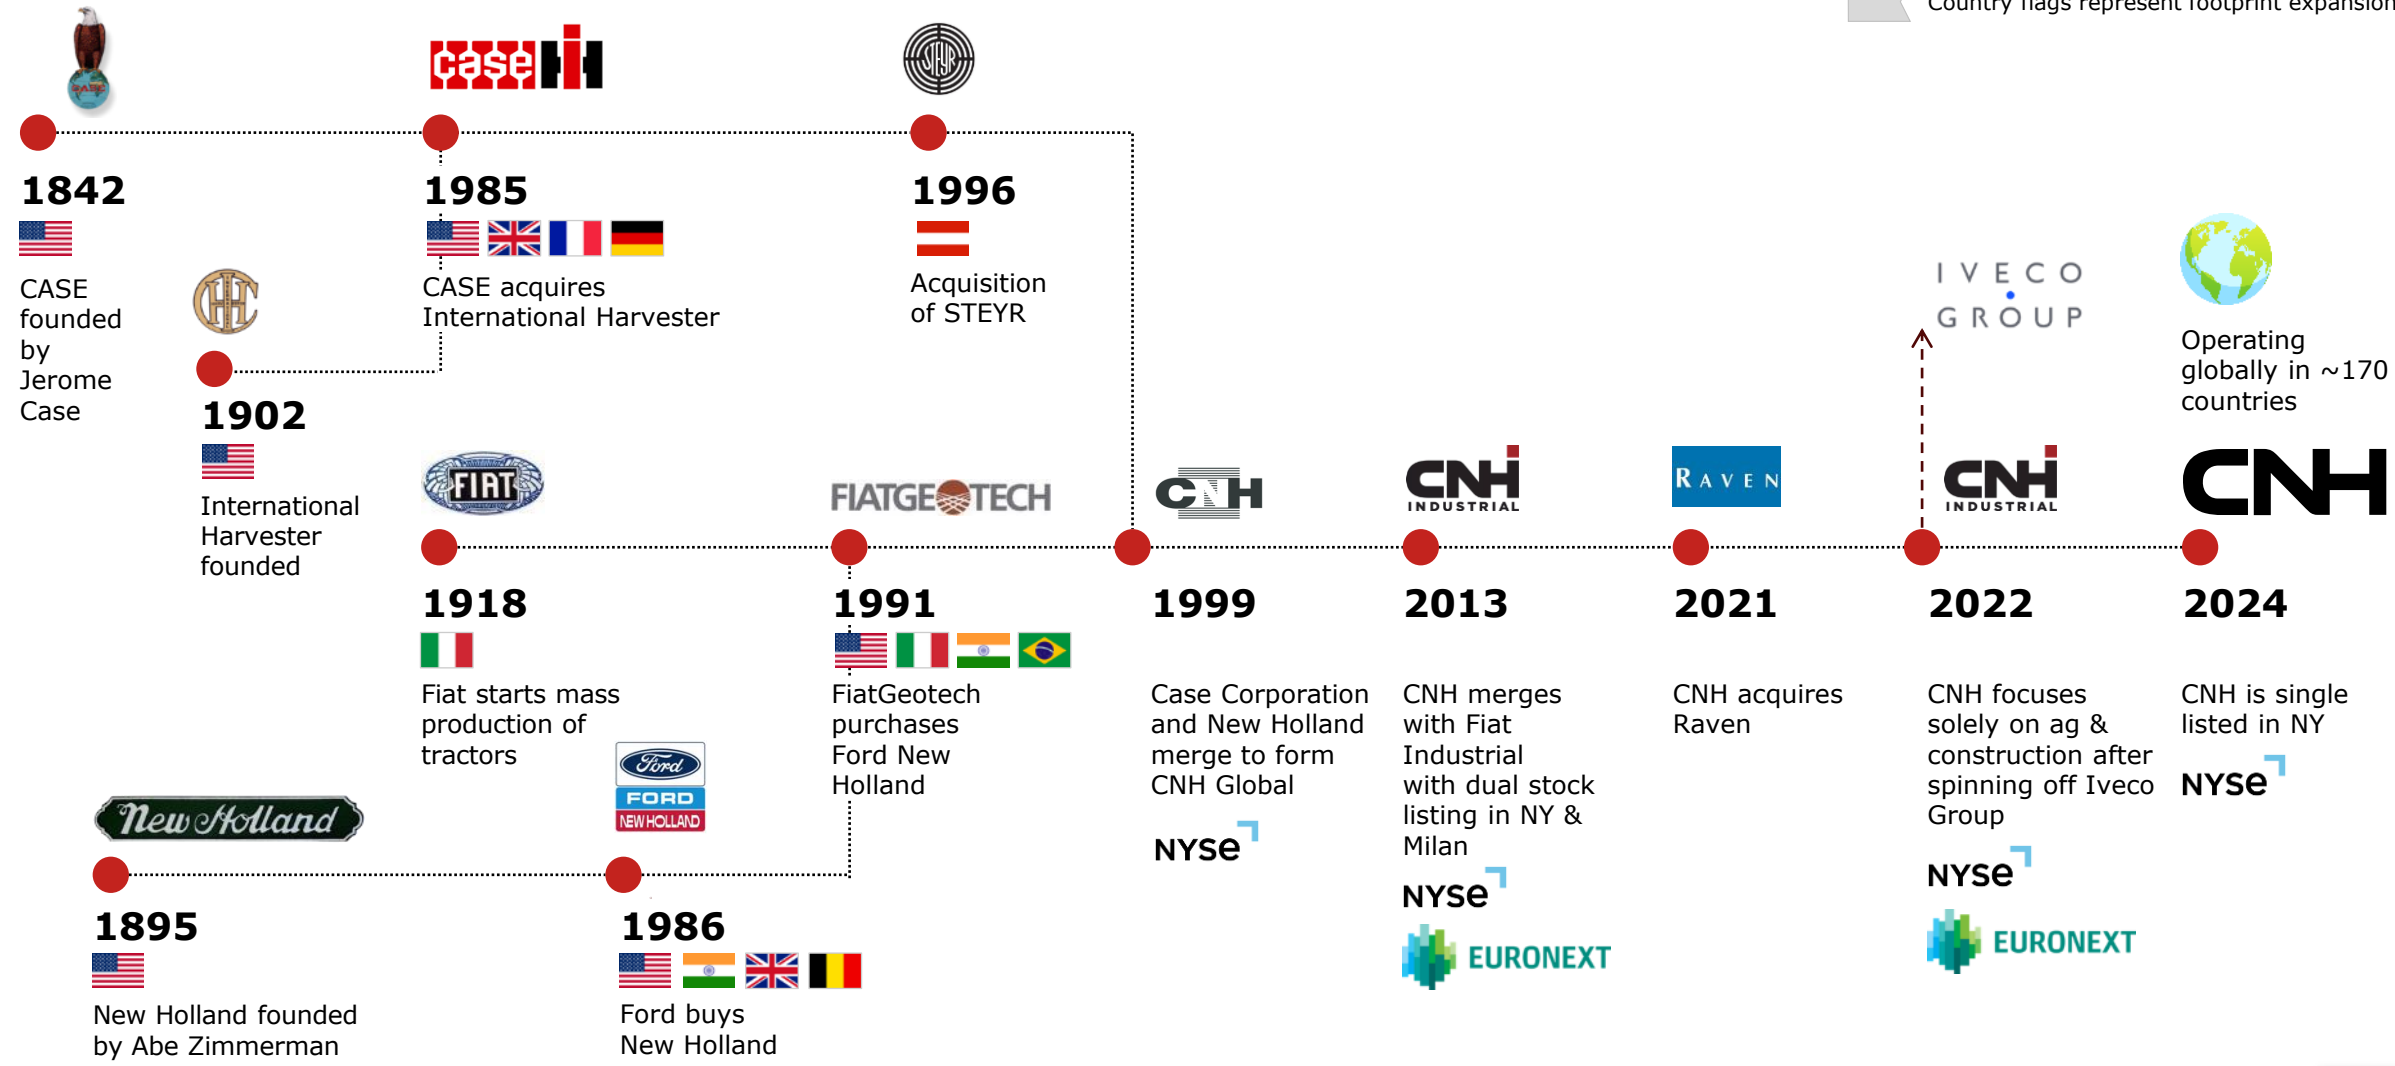 Country flags represent footprint expansion
CASE
CASE IH
STEYR
1842
1985
1996
CASE
founded
by
Jerome
Case
CASE acquires
International Harvester
Acquisition
of STEYR
IHC
1902
International
Harvester
founded
IVECO
GROUP
Operating
globally in ~170
countries
FIAT
FIATGEOTECH
CNH
CNH
INDUSTRIAL
RAVEN
CNH
INDUSTRIAL
CNH
1918
1991
1999
2013
2021
2022
2024
Fiat starts mass
production of
tractors
FiatGeotech
purchases
Ford New
Holland
Case Corporation
and New Holland
merge to form
CNH Global
NYSE
CNH merges
with Fiat
Industrial
with dual stock
listing in NY &
Milan
NYSE
EURONEXT
CNH acquires
Raven
CNH focuses
solely on ag &
construction after
spinning off Iveco
Group
NYSE
EURONEXT
CNH is single
listed in NY
NYSE
New Holland
Ford
FORD
NEW HOLLAND
1895
1986
New Holland founded
by Abe Zimmerman
Ford buys
New Holland